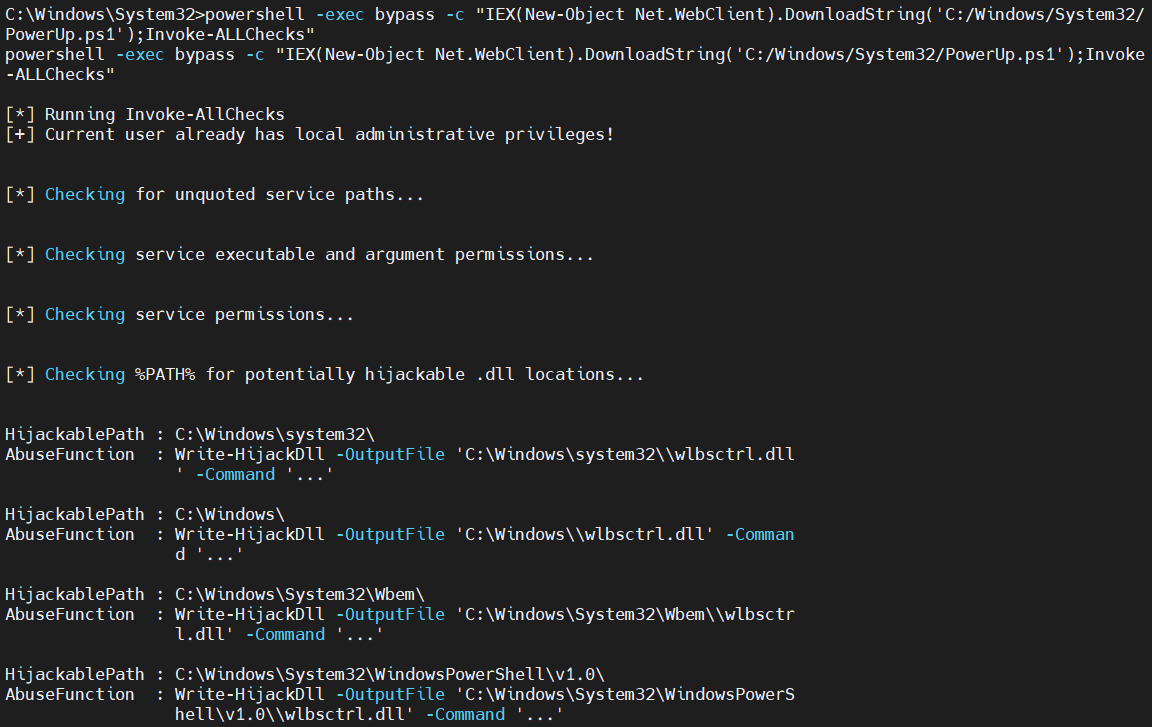 C:\Windows\System32>powershell -exec bypass -c "IEX(New-Object Net.WebClient).DownloadString('C:/Windows/System32/
PowerUp.ps1');Invoke-ALLChecks"
powershell -exec bypass -c "IEX(New-Object Net.WebClient).DownloadString('C:/Windows/System32/PowerUp.ps1');Invoke
-ALLChecks"
[*] Running Invoke-AllChecks
[+] Current user already has local administrative privileges!
[*] Checking for unquoted service paths...
[*] Checking service executable and argument permissions...
[*] Checking service permissions...
[*] Checking %PATH% for potentially hijackable .dll locations...
HijackablePath : C:\Windows\system32\
AbuseFunction  : Write-HijackDll -OutputFile 'C:\Windows\system32\\wlbsctrl.dll
' -Command '...'
HijackablePath : C:\Windows\
AbuseFunction  : Write-HijackDll -OutputFile 'C:\Windows\\wlbsctrl.dll' -Comman
d '...'
HijackablePath : C:\Windows\System32\Wbem\
AbuseFunction  : Write-HijackDll -OutputFile 'C:\Windows\System32\Wbem\\wlbsctr
l.dll' -Command '...'
HijackablePath : C:\Windows\System32\WindowsPowerShell\v1.0\
AbuseFunction  : Write-HijackDll -OutputFile 'C:\Windows\System32\WindowsPowerS
hell\v1.0\\wlbsctrl.dll' -Command '...'